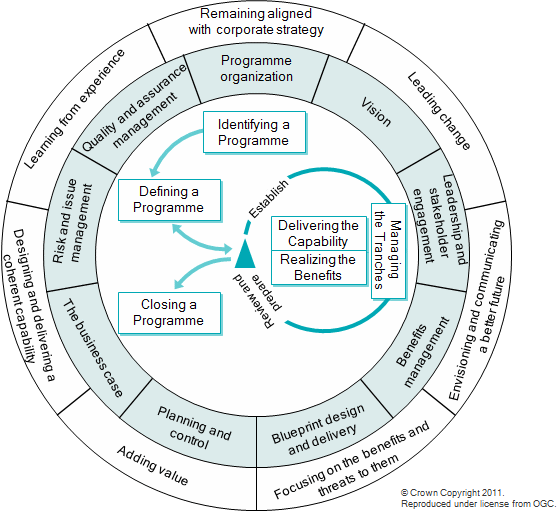 Remaining aligned
with corporate strategy
Leading change
Envisioning and communicating
a better future
Focusing on the benefits and
threats to them
Adding value
Designing and delivering a
coherent capability
Learning from experience
Programme
organization
Vision
Leadership and
stakeholder
engagement
Benefits
management
Blueprint design
and delivery
Planning and
control
The business case
Risk and issue
management
Quality and assurance
management
Identifying a
Programme
Defining a
Programme
Closing a
Programme
Establish
Delivering the
Capability
Realizing the
Benefits
Managing
the Tranches
Review and
prepare
© Crown Copyright 2011.
Reproduced under license from OGC.